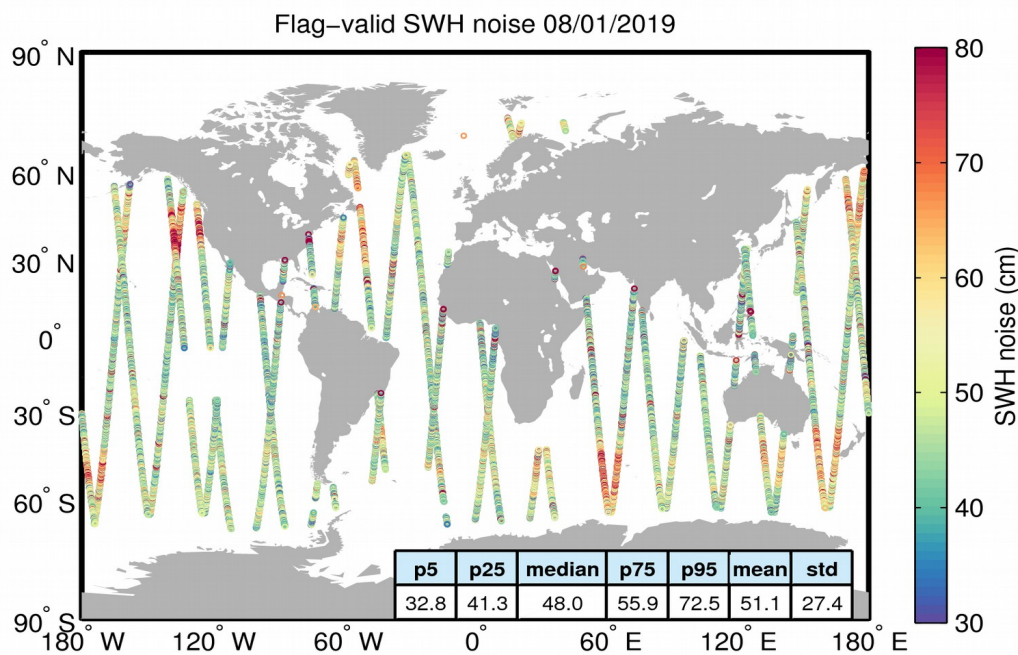 Flag−valid SWH noise 08/01/2019
90° N
60° N
30° N
0°
30° S
60° S
90° S
180° W
120° W
60° W
0°
60° E
120° E
180° E
80
70
60
50
40
30
SWH noise (cm)
p5 p25 median p75 p95 mean std
32.8 41.3 48.0 55.9 72.5 51.1 27.4